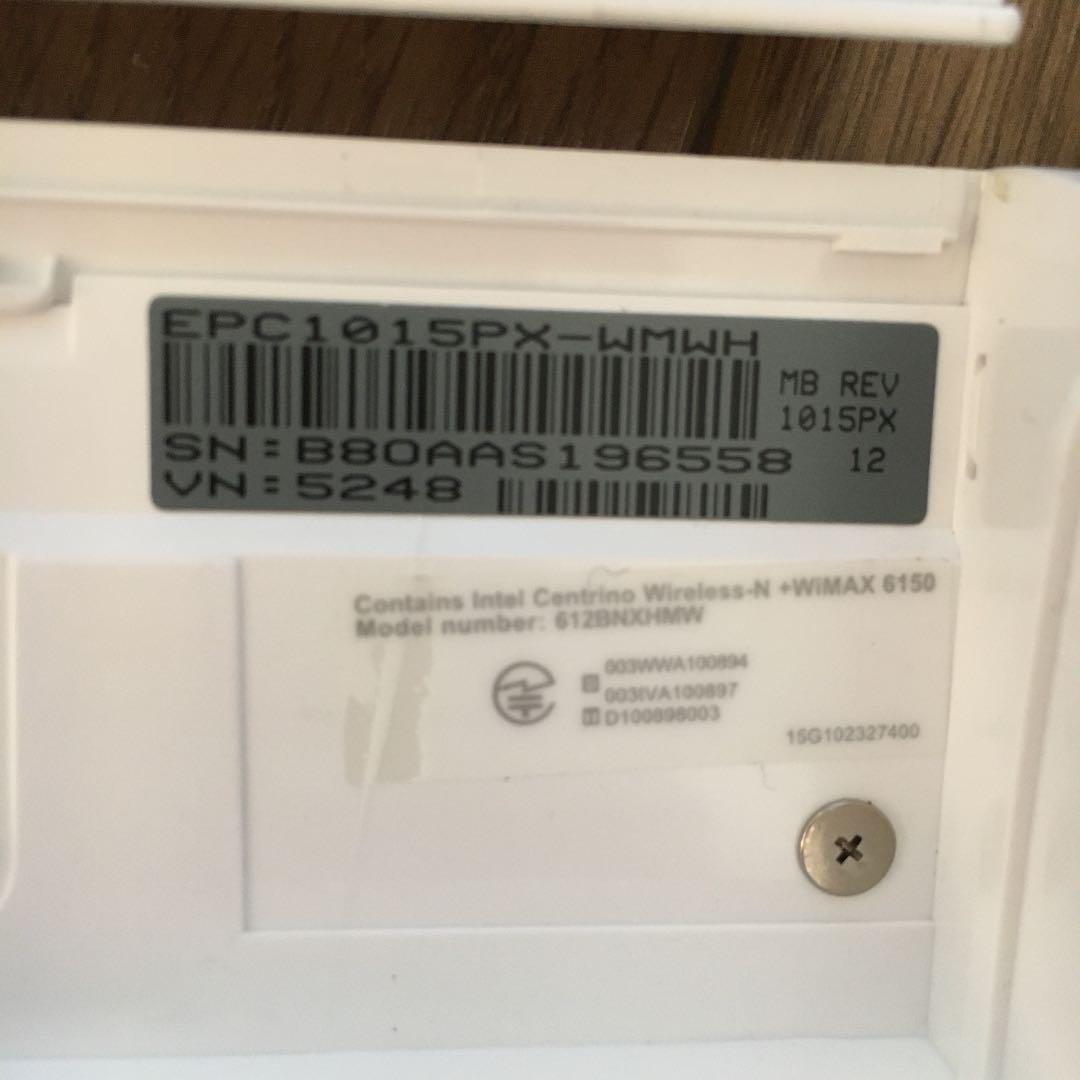 EPC1015PX-WMWH
MB REV
1015PX
12
SN:B80AAS196558
VN:5248
Contains Intel Centrino Wireless-N +WiMAX 6150
Model number: 612BNXHMW
003WWA100894
003IVA100897
D100898003
15G102327400